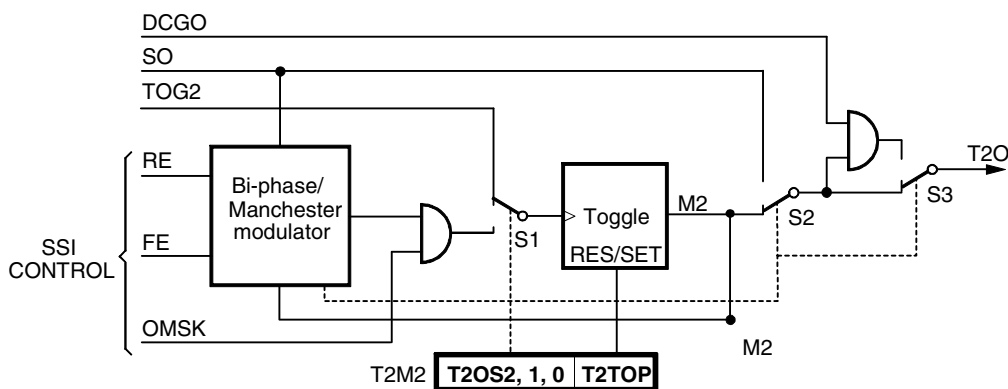 DCGO
SO
TOG2
RE
FE
SSI
CONTROL
OMSK
Bi-phase/
Manchester
modulator
S1
Toggle
RES/SET
M2
S2
S3
T2O
M2
T2M2
T2OS2, 1, 0
T2TOP